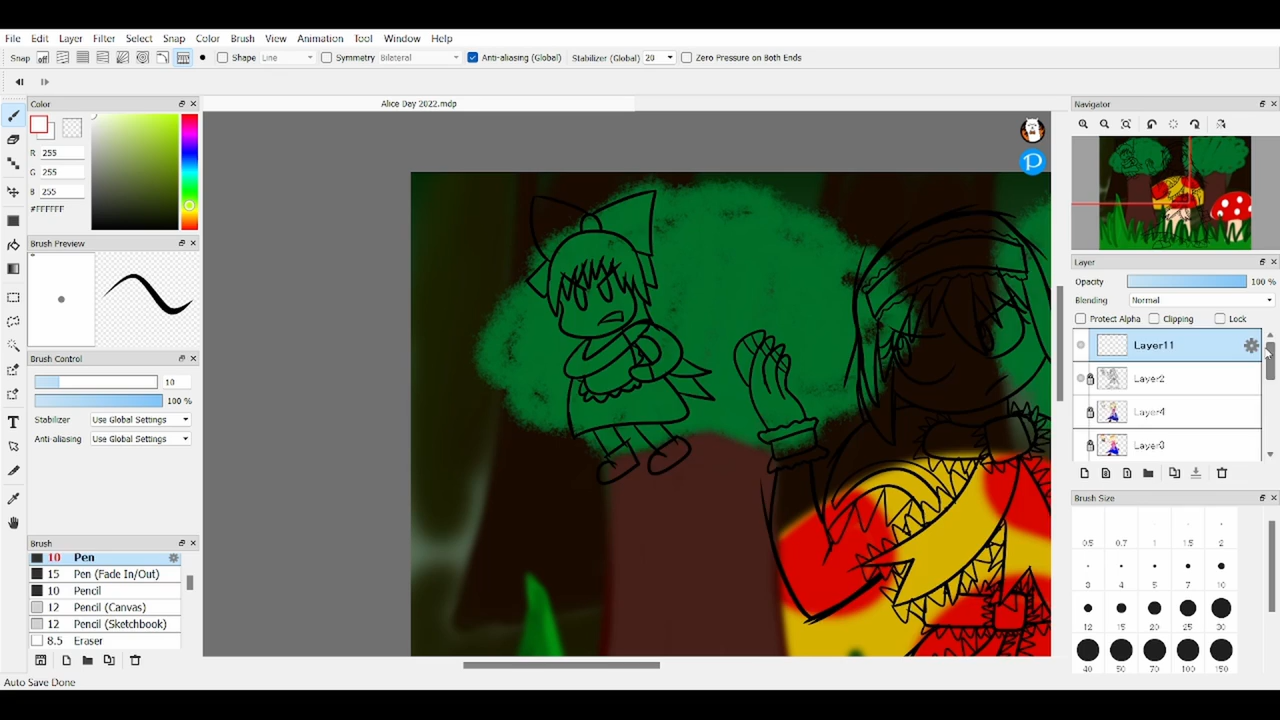 File Edit Layer Filter Select Snap Color Brush View Animation Tool Window Help
Snap off Shape Line Symmetry Bilateral Anti-aliasing (Global) Stabilizer (Global) 20 Zero Pressure on Both Ends
Color
Alice Day 2022.mdp
Navigator
R 255
G 255
B 255
#FFFFFF
Brush Preview
Layer
Opacity 100 %
Blending Normal
Protect Alpha Clipping Lock
Layer11
Layer2
Layer4
Layer3
Brush Control
10
100 %
Stabilizer Use Global Settings
Anti-aliasing Use Global Settings
T
Brush
10 Pen
15 Pen (Fade In/Out)
10 Pencil
12 Pencil (Canvas)
12 Pencil (Sketchbook)
8.5 Eraser
Brush Size
0.5 0.7 1 1.5 2
3 4 5 7 10
12 15 20 25 30
40 50 70 100 150
Auto Save Done